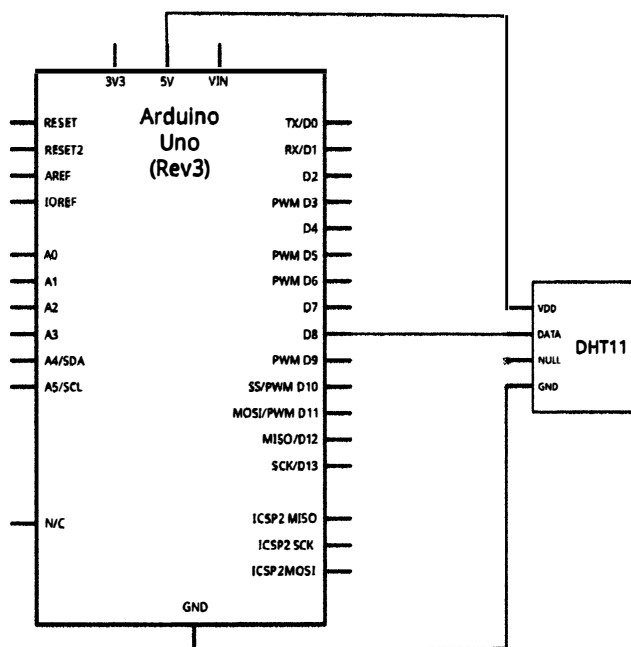 3V3 5V VIN
Arduino
Uno
(Rev3)
RESET
RESET2
AREF
IOREF
A0
A1
A2
A3
A4/SDA
A5/SCL
N/C
TX/D0
RX/D1
D2
PWM D3
D4
PWM D5
PWM D6
D7
D8
PWM D9
SS/PWM D10
MOSI/PWM D11
MISO/D12
SCK/D13
ICSP2 MISO
ICSP2 SCK
ICSP2MOSI
GND
VDD
DATA
NULL
GND
DHT11